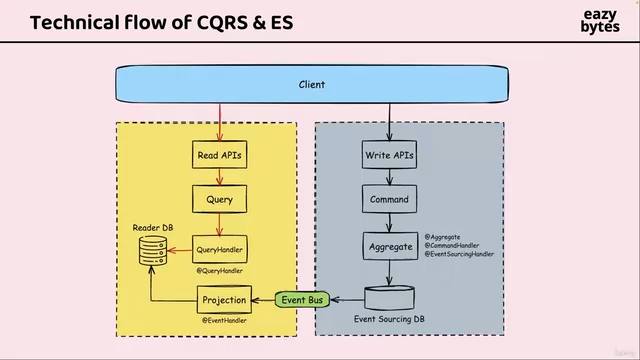 Technical flow of CQRS & ES
eazy
bytes
Client
Read APIs
Write APIs
Query
Command
Reader DB
QueryHandler
@QueryHandler
Aggregate
@Aggregate
@CommandHandler
@EventSourcingHandler
Projection
@EventHandler
Event Bus
Event Sourcing DB